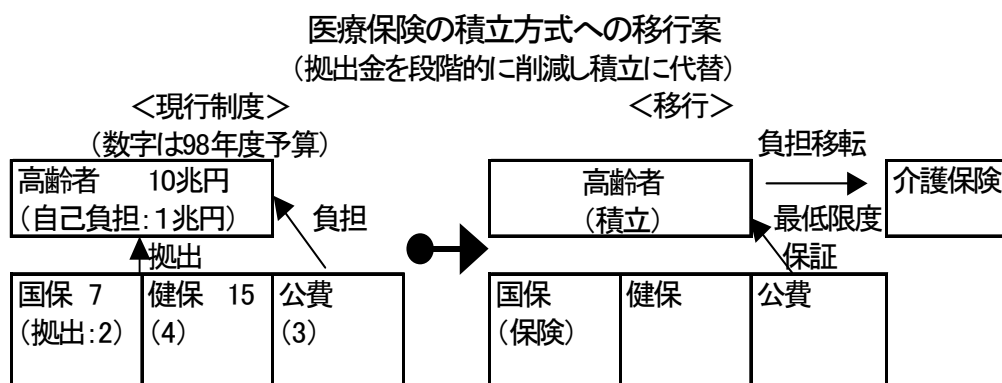 医療保険の積立方式への移行案
（拠出金を段階的に削減し積立に代替）
＜現行制度＞
（数字は98年度予算）
高齢者　10兆円
（自己負担：１兆円）
負担
拠出
国保 7
（拠出：2）
健保 15
（4）
公費
（3）
＜移行＞
負担移転
高齢者
（積立）
介護保険
最低限度
保証
国保
（保険）
健保
公費